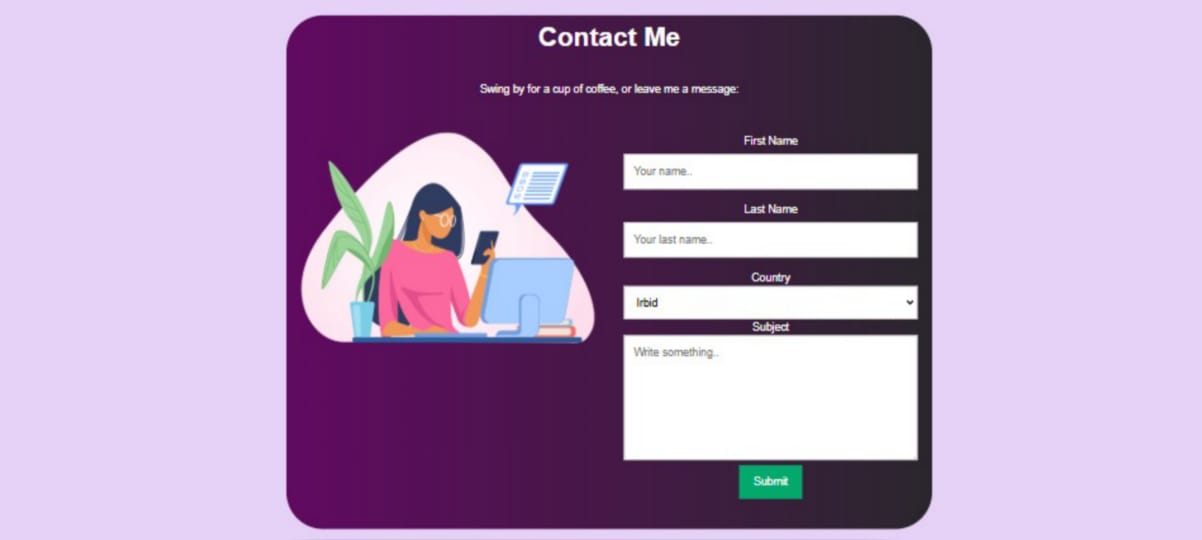 Contact Me
Swing by for a cup of coffee, or leave me a message:
First Name
Your name..
Last Name
Your last name..
Country
Irbid
Subject
Write something..
Submit